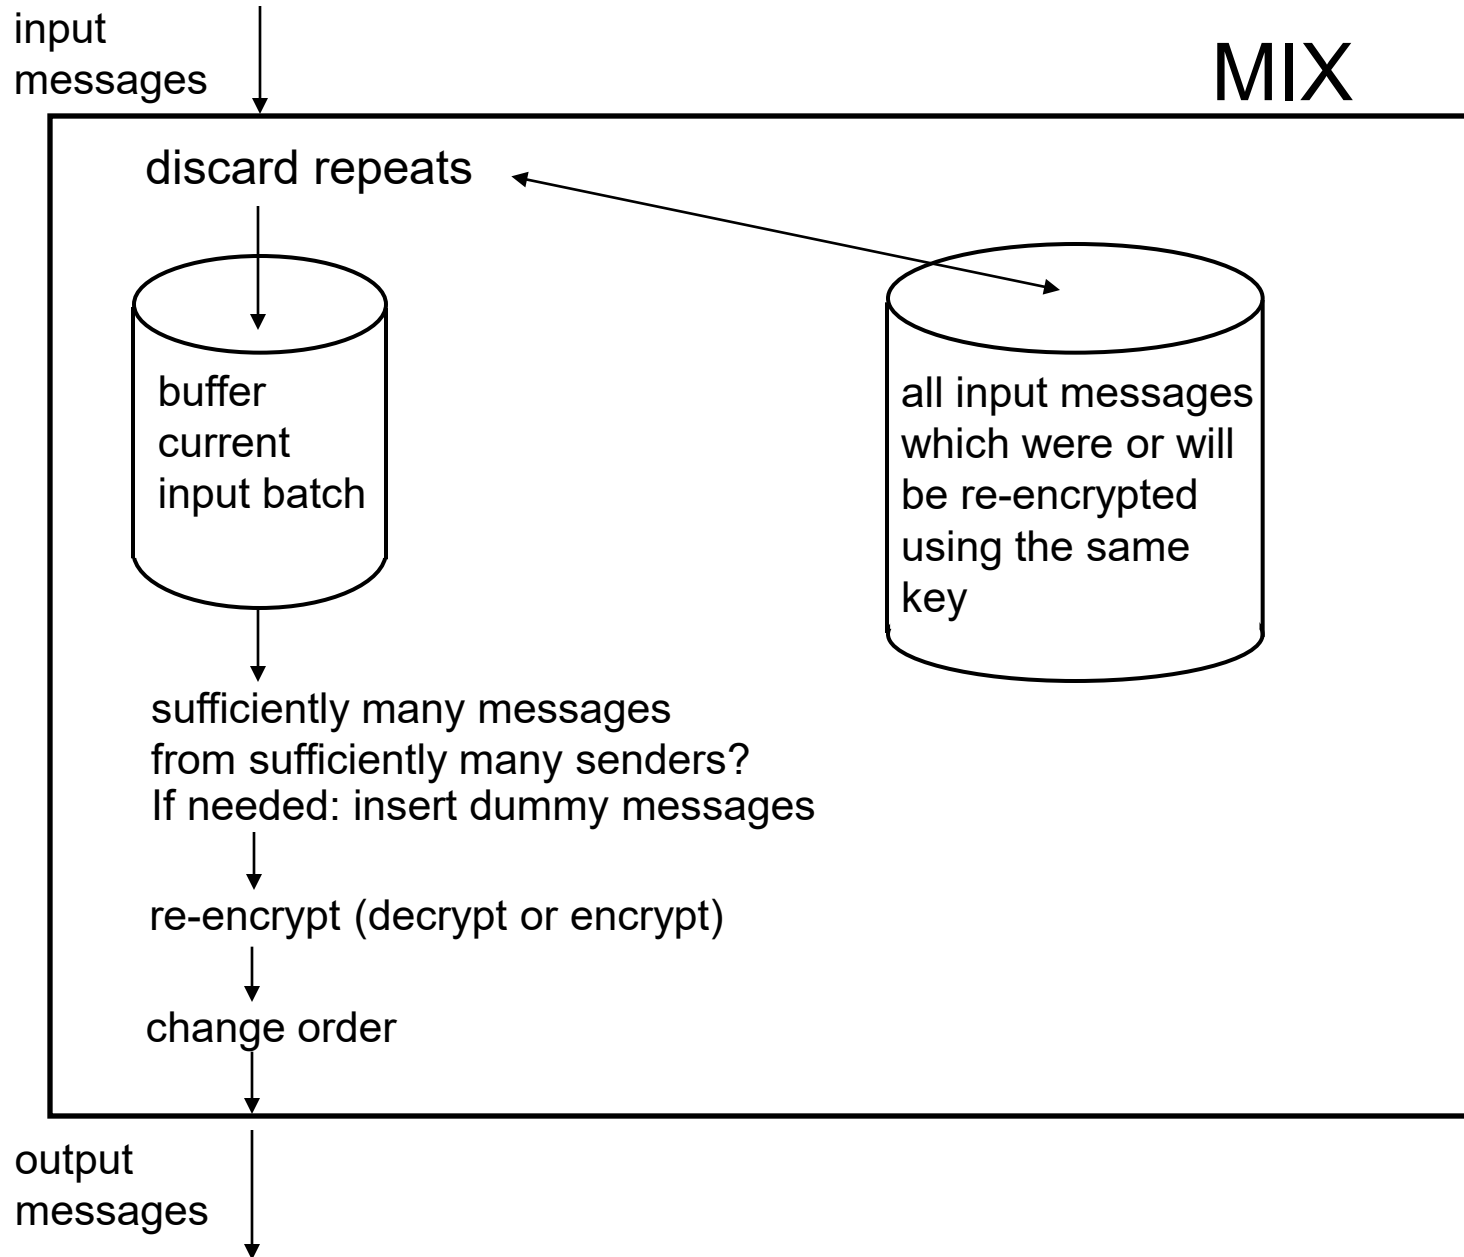 input
messages
MIX
discard repeats
buffer
current
input batch
all input messages
which were or will
be re-encrypted
using the same
key
sufficiently many messages
from sufficiently many senders?
If needed: insert dummy messages
re-encrypt (decrypt or encrypt)
change order
output
messages